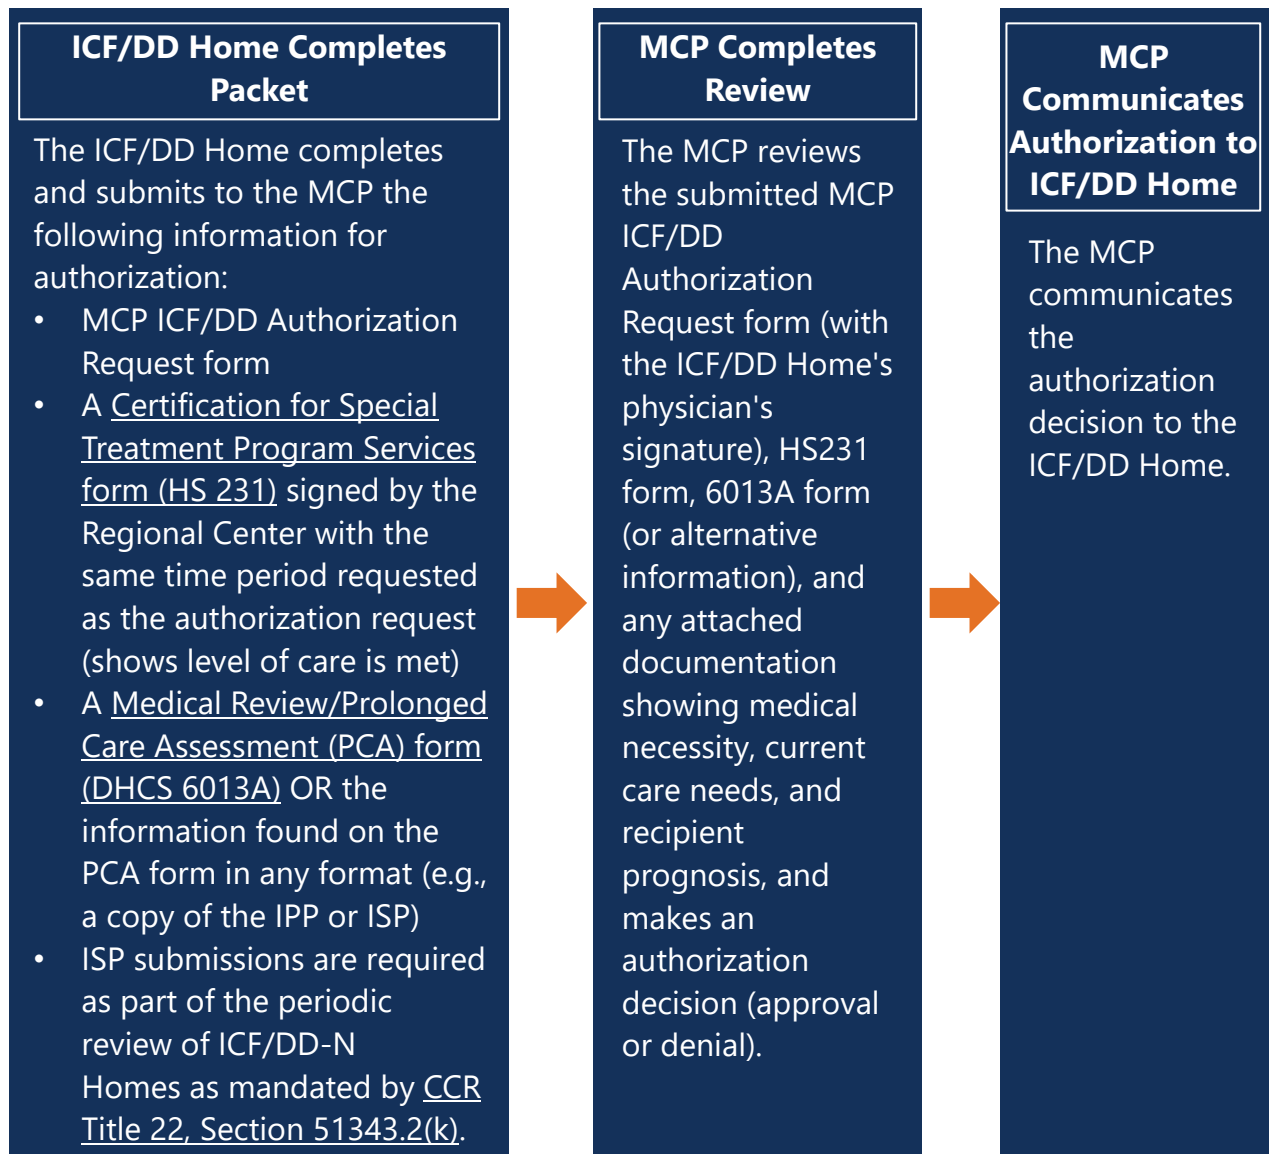 ICF/DD Home Completes
Packet
The ICF/DD Home completes
and submits to the MCP the
following information for
authorization:
• MCP ICF/DD Authorization
Request form
• A Certification for Special
Treatment Program Services
form (HS 231) signed by the
Regional Center with the
same time period requested
as the authorization request
(shows level of care is met)
• A Medical Review/Prolonged
Care Assessment (PCA) form
(DHCS 6013A) OR the
information found on the
PCA form in any format (e.g.,
a copy of the IPP or ISP)
• ISP submissions are required
as part of the periodic
review of ICF/DD-N
Homes as mandated by CCR
Title 22, Section 51343.2(k).
MCP Completes
Review
The MCP reviews
the submitted MCP
ICF/DD
Authorization
Request form (with
the ICF/DD Home's
physician's
signature), HS231
form, 6013A form
(or alternative
information), and
any attached
documentation
showing medical
necessity, current
care needs, and
recipient
prognosis, and
makes an
authorization
decision (approval
or denial).
MCP
Communicates
Authorization to
ICF/DD Home
The MCP
communicates
the
authorization
decision to the
ICF/DD Home.